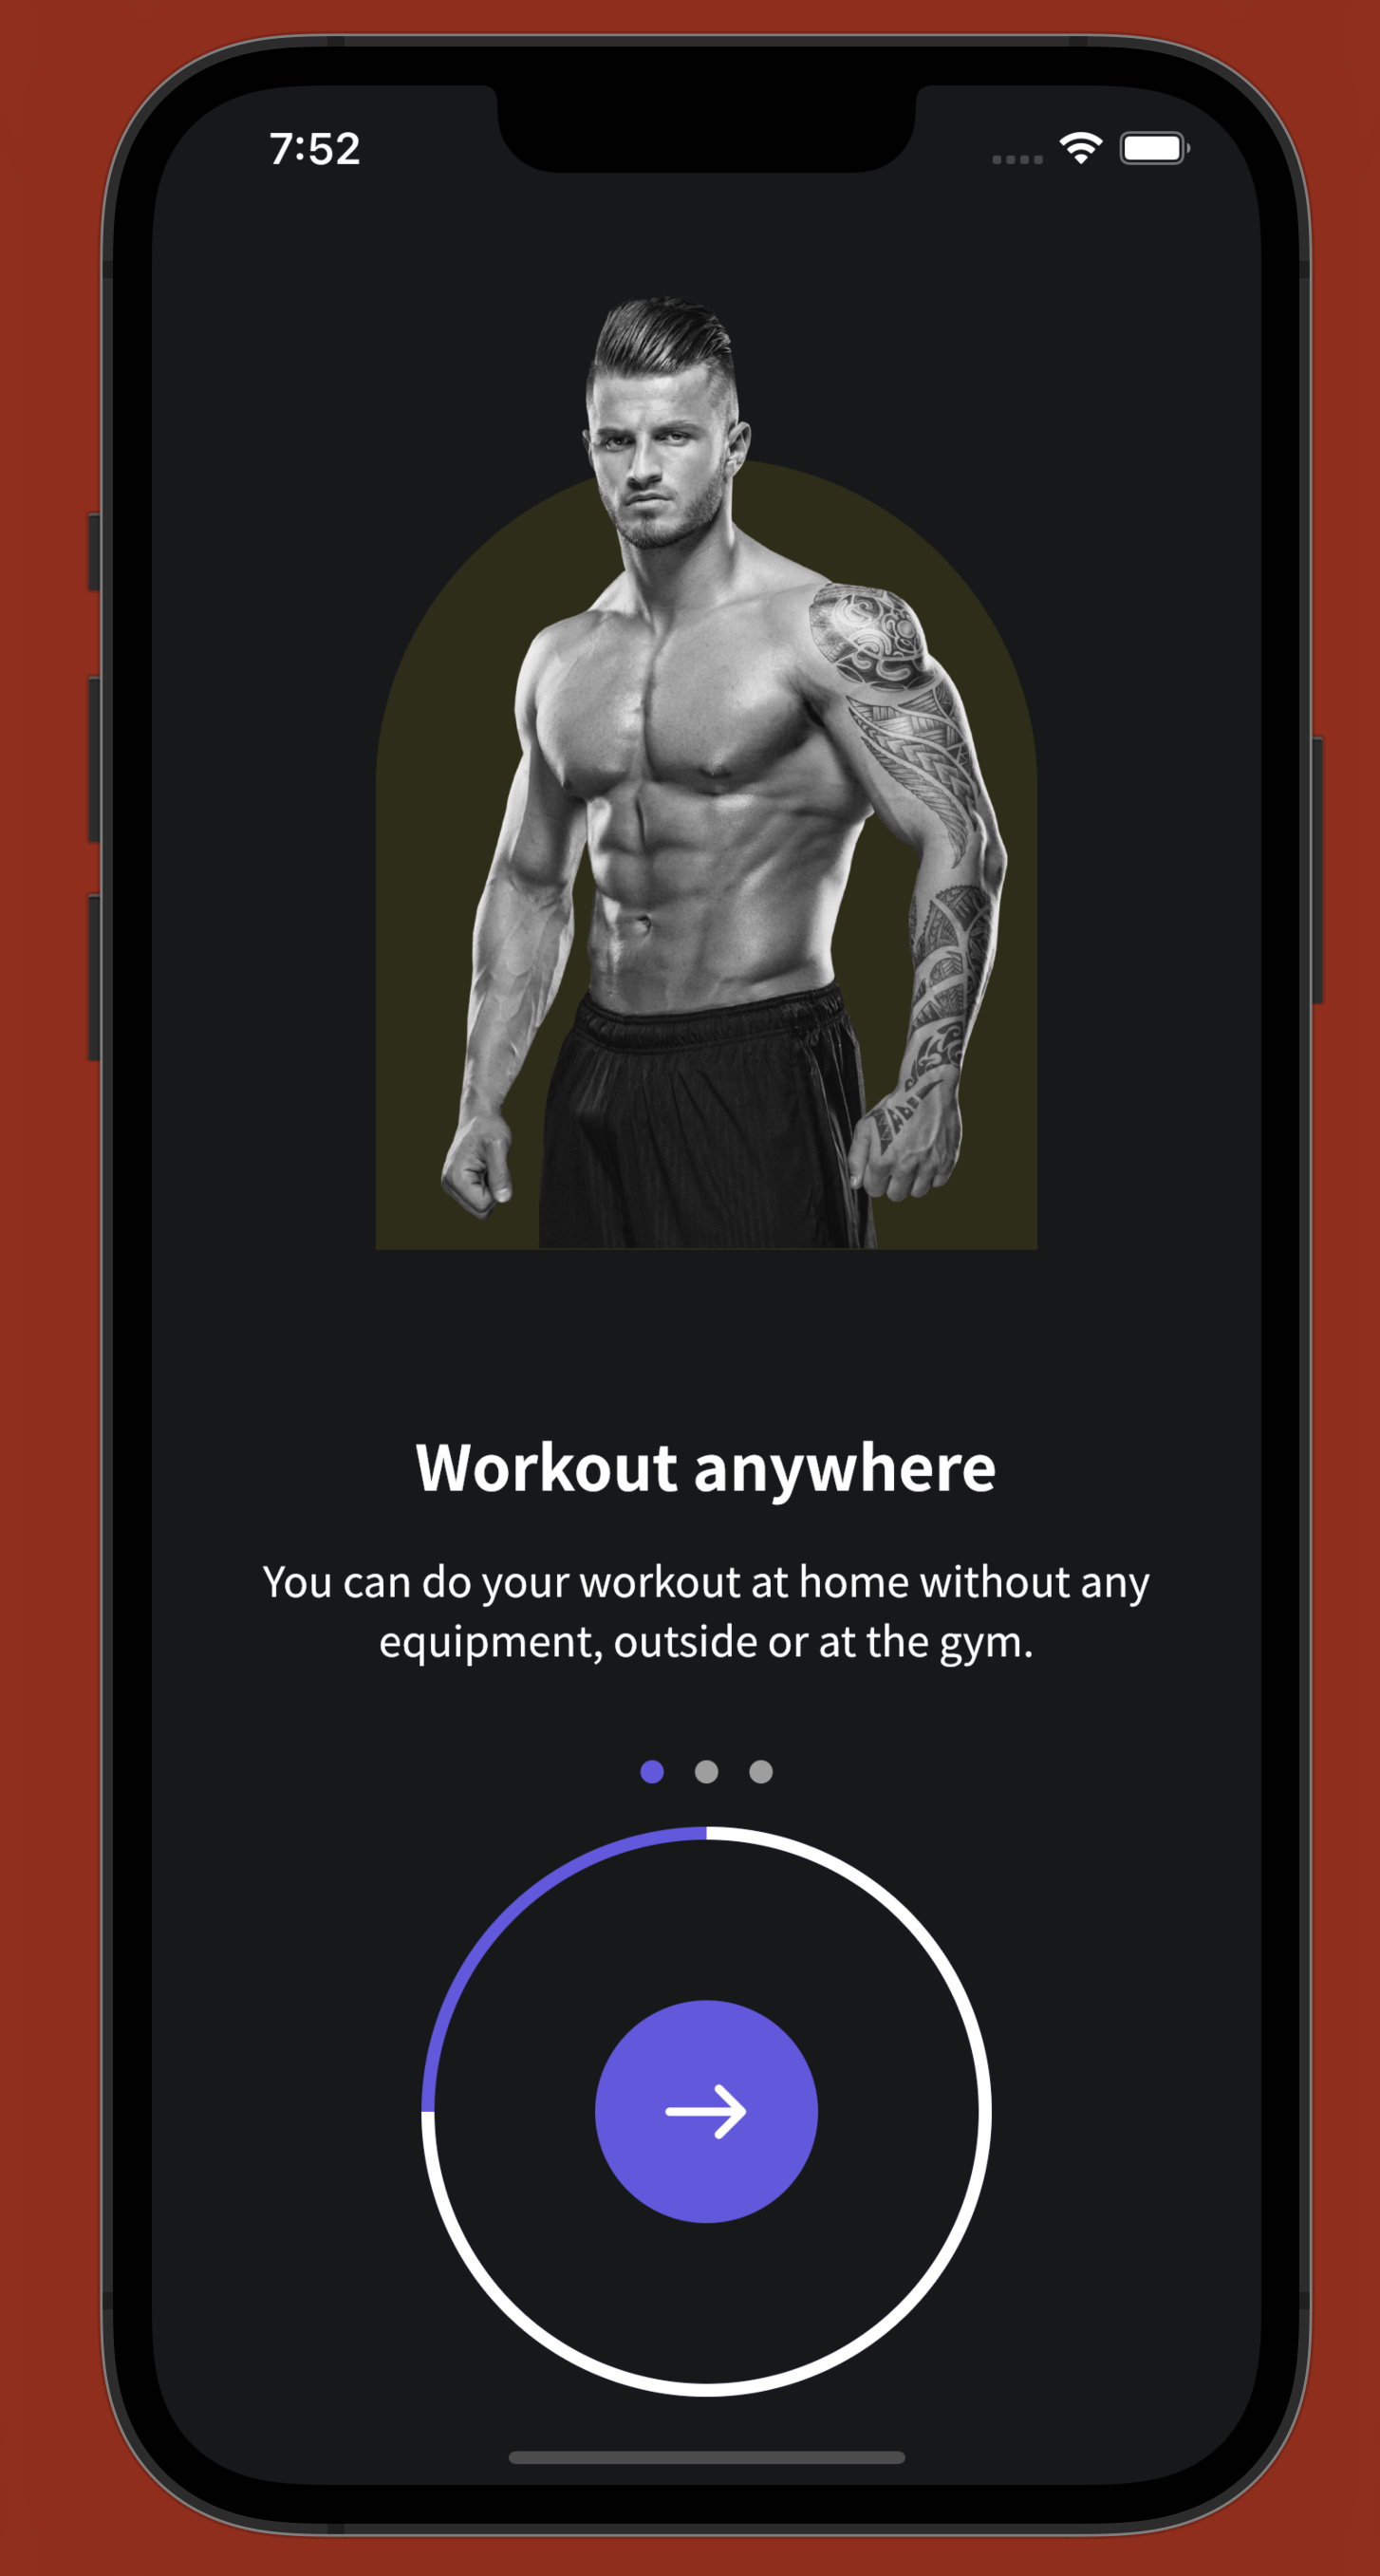 7:52
Workout anywhere
You can do your workout at home without any
equipment, outside or at the gym.